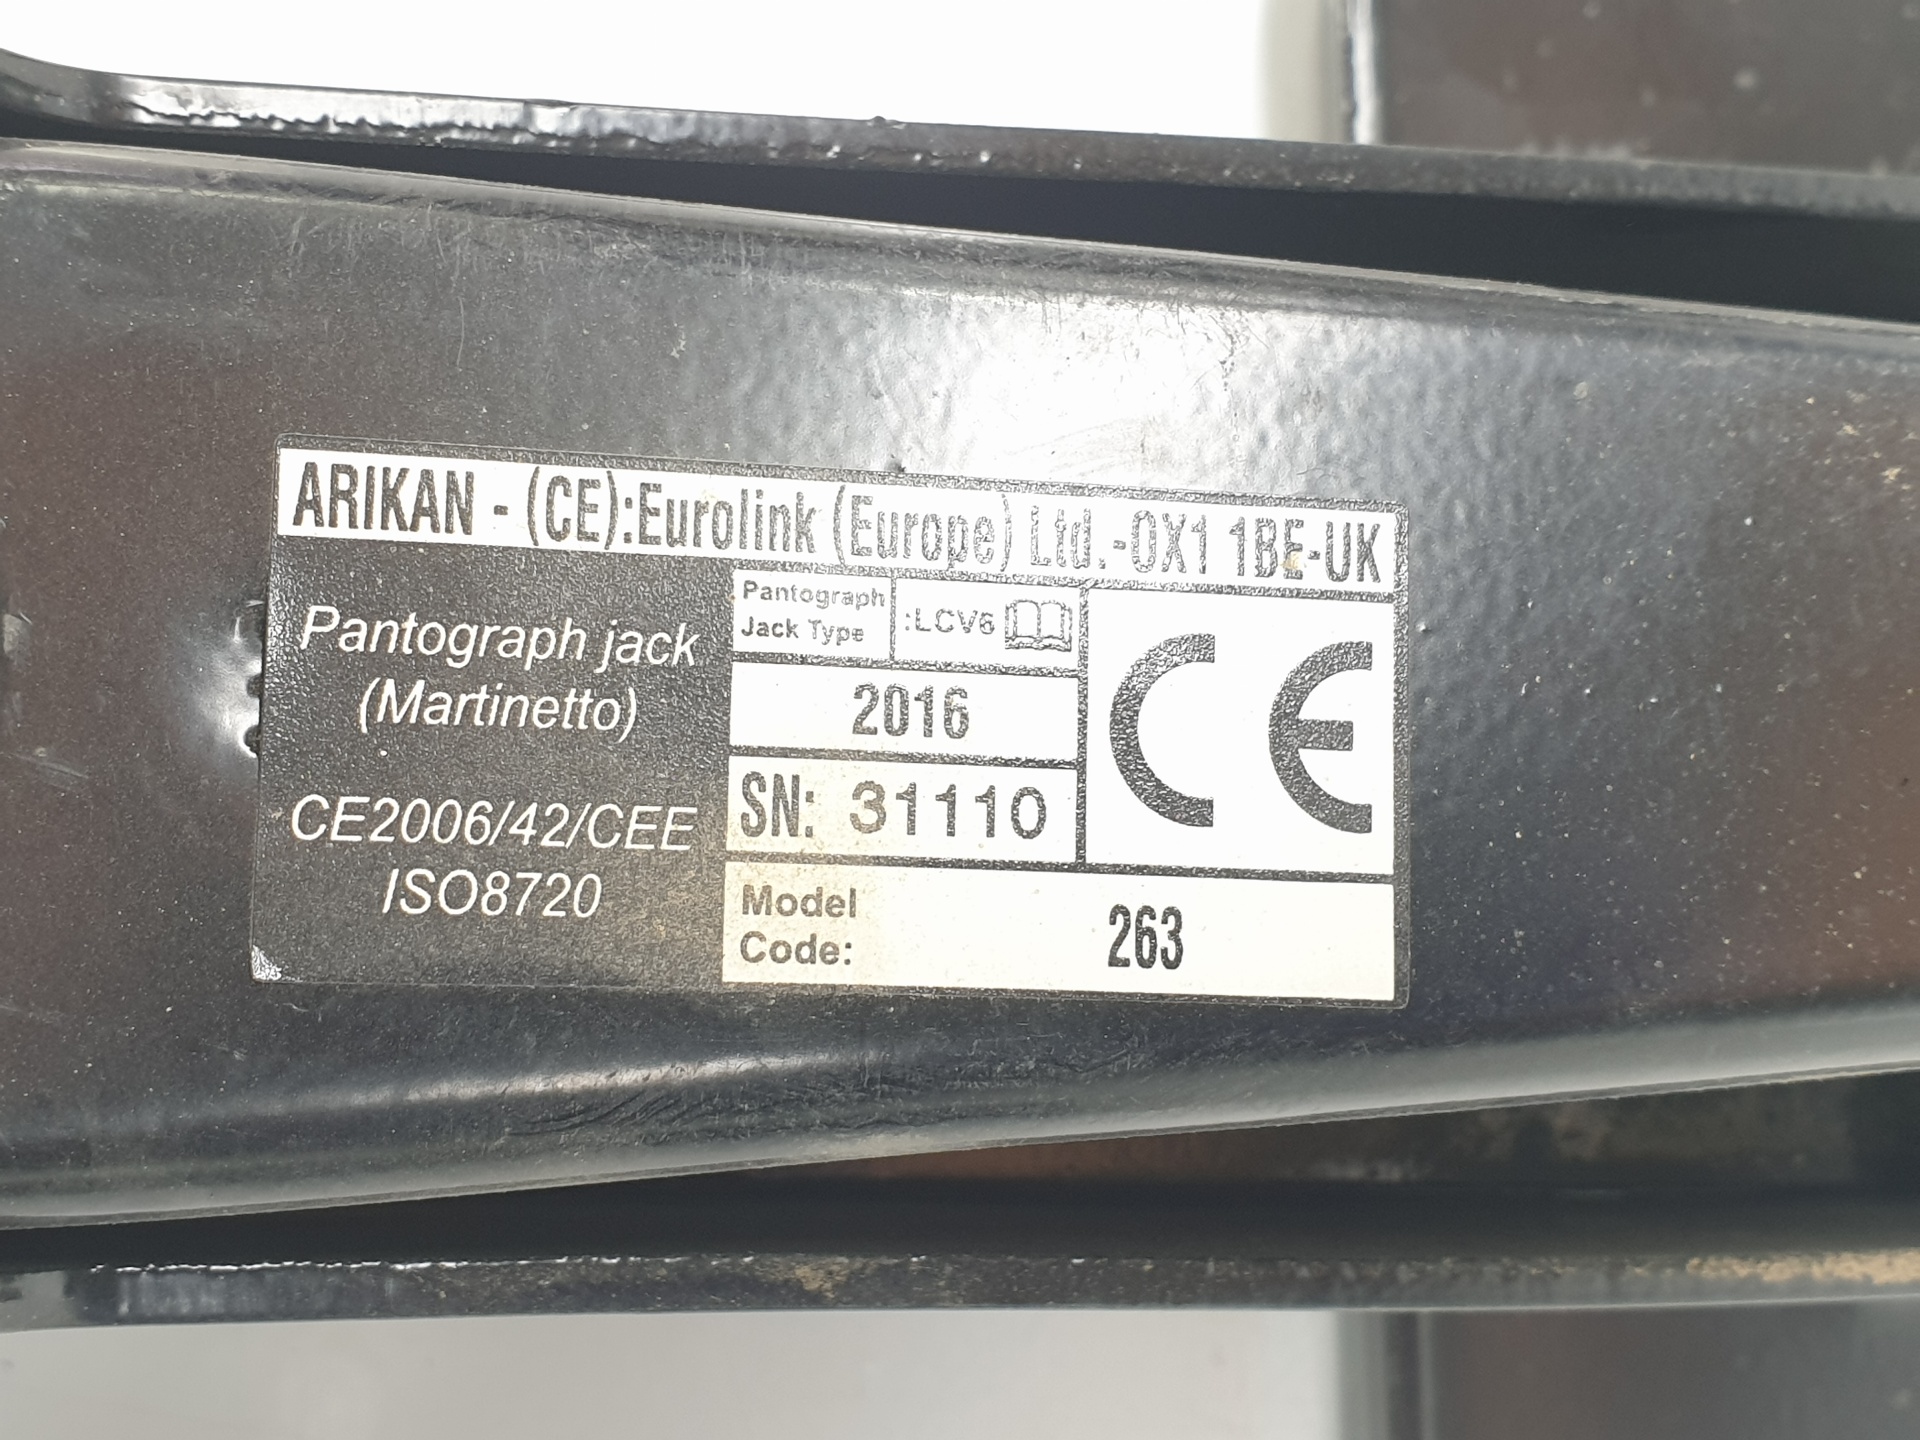 ARIKAN - (CE):Eurolink (Europe) Ltd.-OX1 1BE-UK
Pantograph jack
(Martinetto)
CE2006/42/CEE
ISO8720
Pantograph
Jack Type
:LCV6
2016
SN: 31110
Model
Code:
263
CE